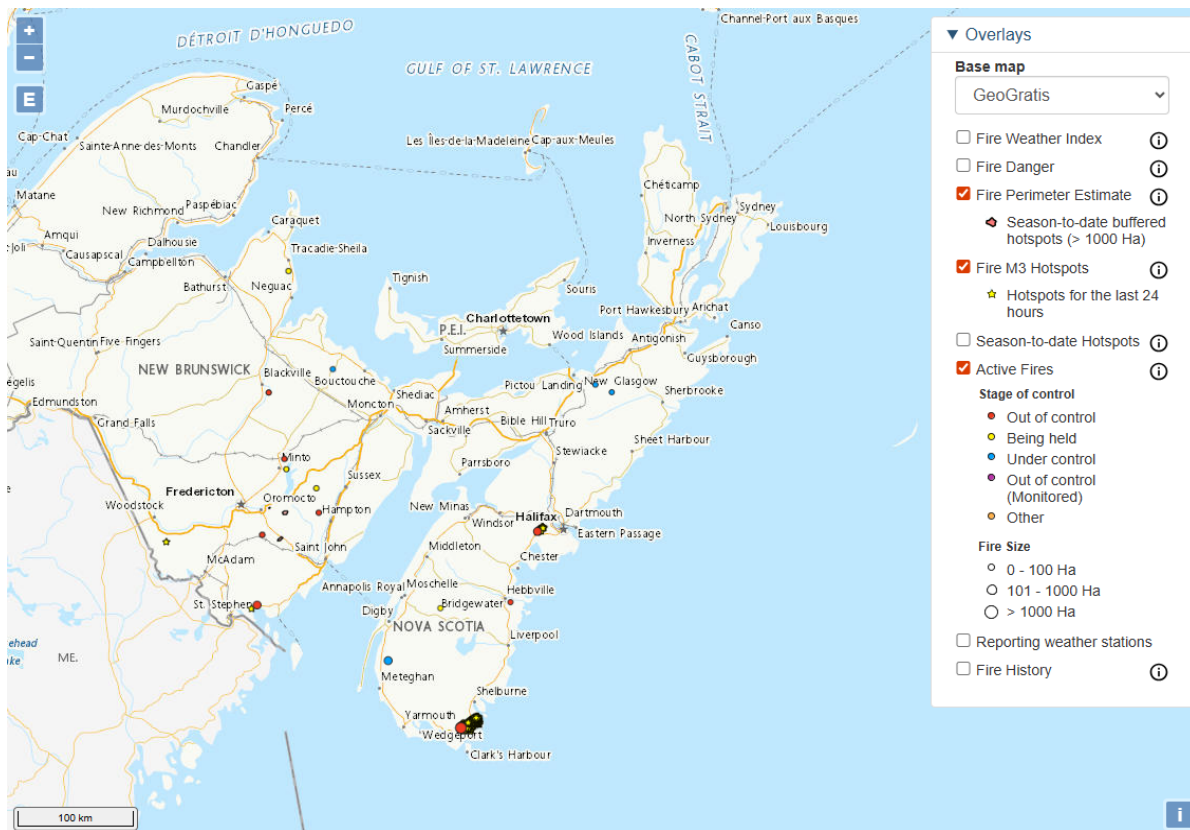 Channel-Port aux Basques
DÉTROIT D'HONGUEDO
CABOT STRAIT
GULF OF ST. LAWRENCE
+
−
E
Gaspé
Murdochville
Percé
Cap-Chat
Sainte-Anne-des-Monts
Chandler
Les Îles-de-la-Madeleine
Cap-aux-Meules
au
Matane
New Richmond
Paspébiac
Chéticamp
Caraquet
North Sydney
Sydney
Louisbourg
Amqui
-Joli
Causapscal
Dalhousie
Campbellton
Tracadie-Sheila
Inverness
Bathurst
Neguac
Tignish
Souris
Port Hawkesbury
Arichat
Canso
Charlottetown
P.E.I.
Wood Islands
Antigonish
Saint-Quentin
Five-Fingers
Summerside
Guysborough
NEW BRUNSWICK
Blackville
Bouctouche
Pictou Landing
New Glasgow
Sherbrooke
égelis
Edmundston
Shediac
Moncton
Amherst
Bible Hill
Truro
Grand-Falls
Sackville
Sheet Harbour
Stewiacke
Minto
Parrsboro
Sussex
Fredericton
Woodstock
Oromocto
Hampton
New Minas
Halifax
Dartmouth
Windsor
Eastern Passage
Saint John
Middleton
McAdam
Chester
Annapolis Royal
Moschelle
Hebbville
St. Stephen
Digby
Bridgewater
NOVA SCOTIA
Liverpool
ehead
ake
ME.
Meteghan
Shelburne
Yarmouth
Wedgeport
Clark's Harbour
100 km
▼ Overlays
Base map
GeoGratis
Fire Weather Index
Fire Danger
Fire Perimeter Estimate
Season-to-date buffered
hotspots (> 1000 Ha)
Fire M3 Hotspots
Hotspots for the last 24
hours
Season-to-date Hotspots
Active Fires
Stage of control
Out of control
Being held
Under control
Out of control
(Monitored)
Other
Fire Size
0 - 100 Ha
101 - 1000 Ha
> 1000 Ha
Reporting weather stations
Fire History
i